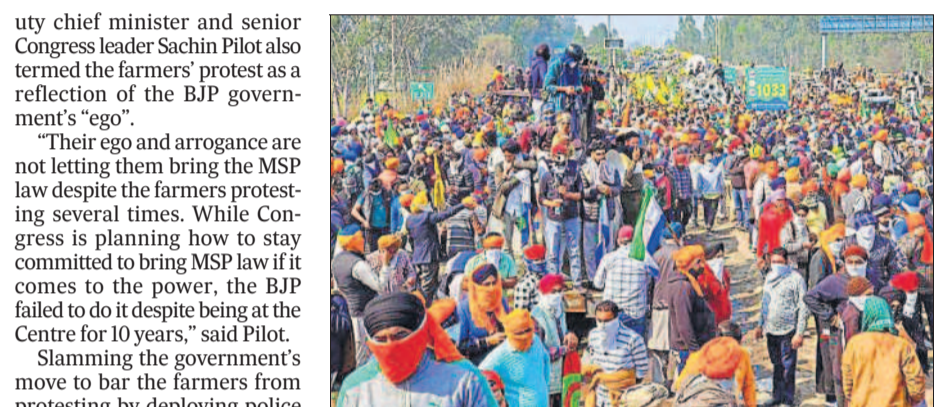 uty chief minister and senior
Congress leader Sachin Pilot also
termed the farmers' protest as a
reflection of the BJP govern-
ment's "ego".
"Their ego and arrogance are
not letting them bring the MSP
law despite the farmers protest-
ing several times. While Con-
gress is planning how to stay
committed to bring MSP law if it
comes to the power, the BJP
failed to do it despite being at the
Centre for 10 years," said Pilot.
Slamming the government's
move to bar the farmers from
protesting by deploying police
1033